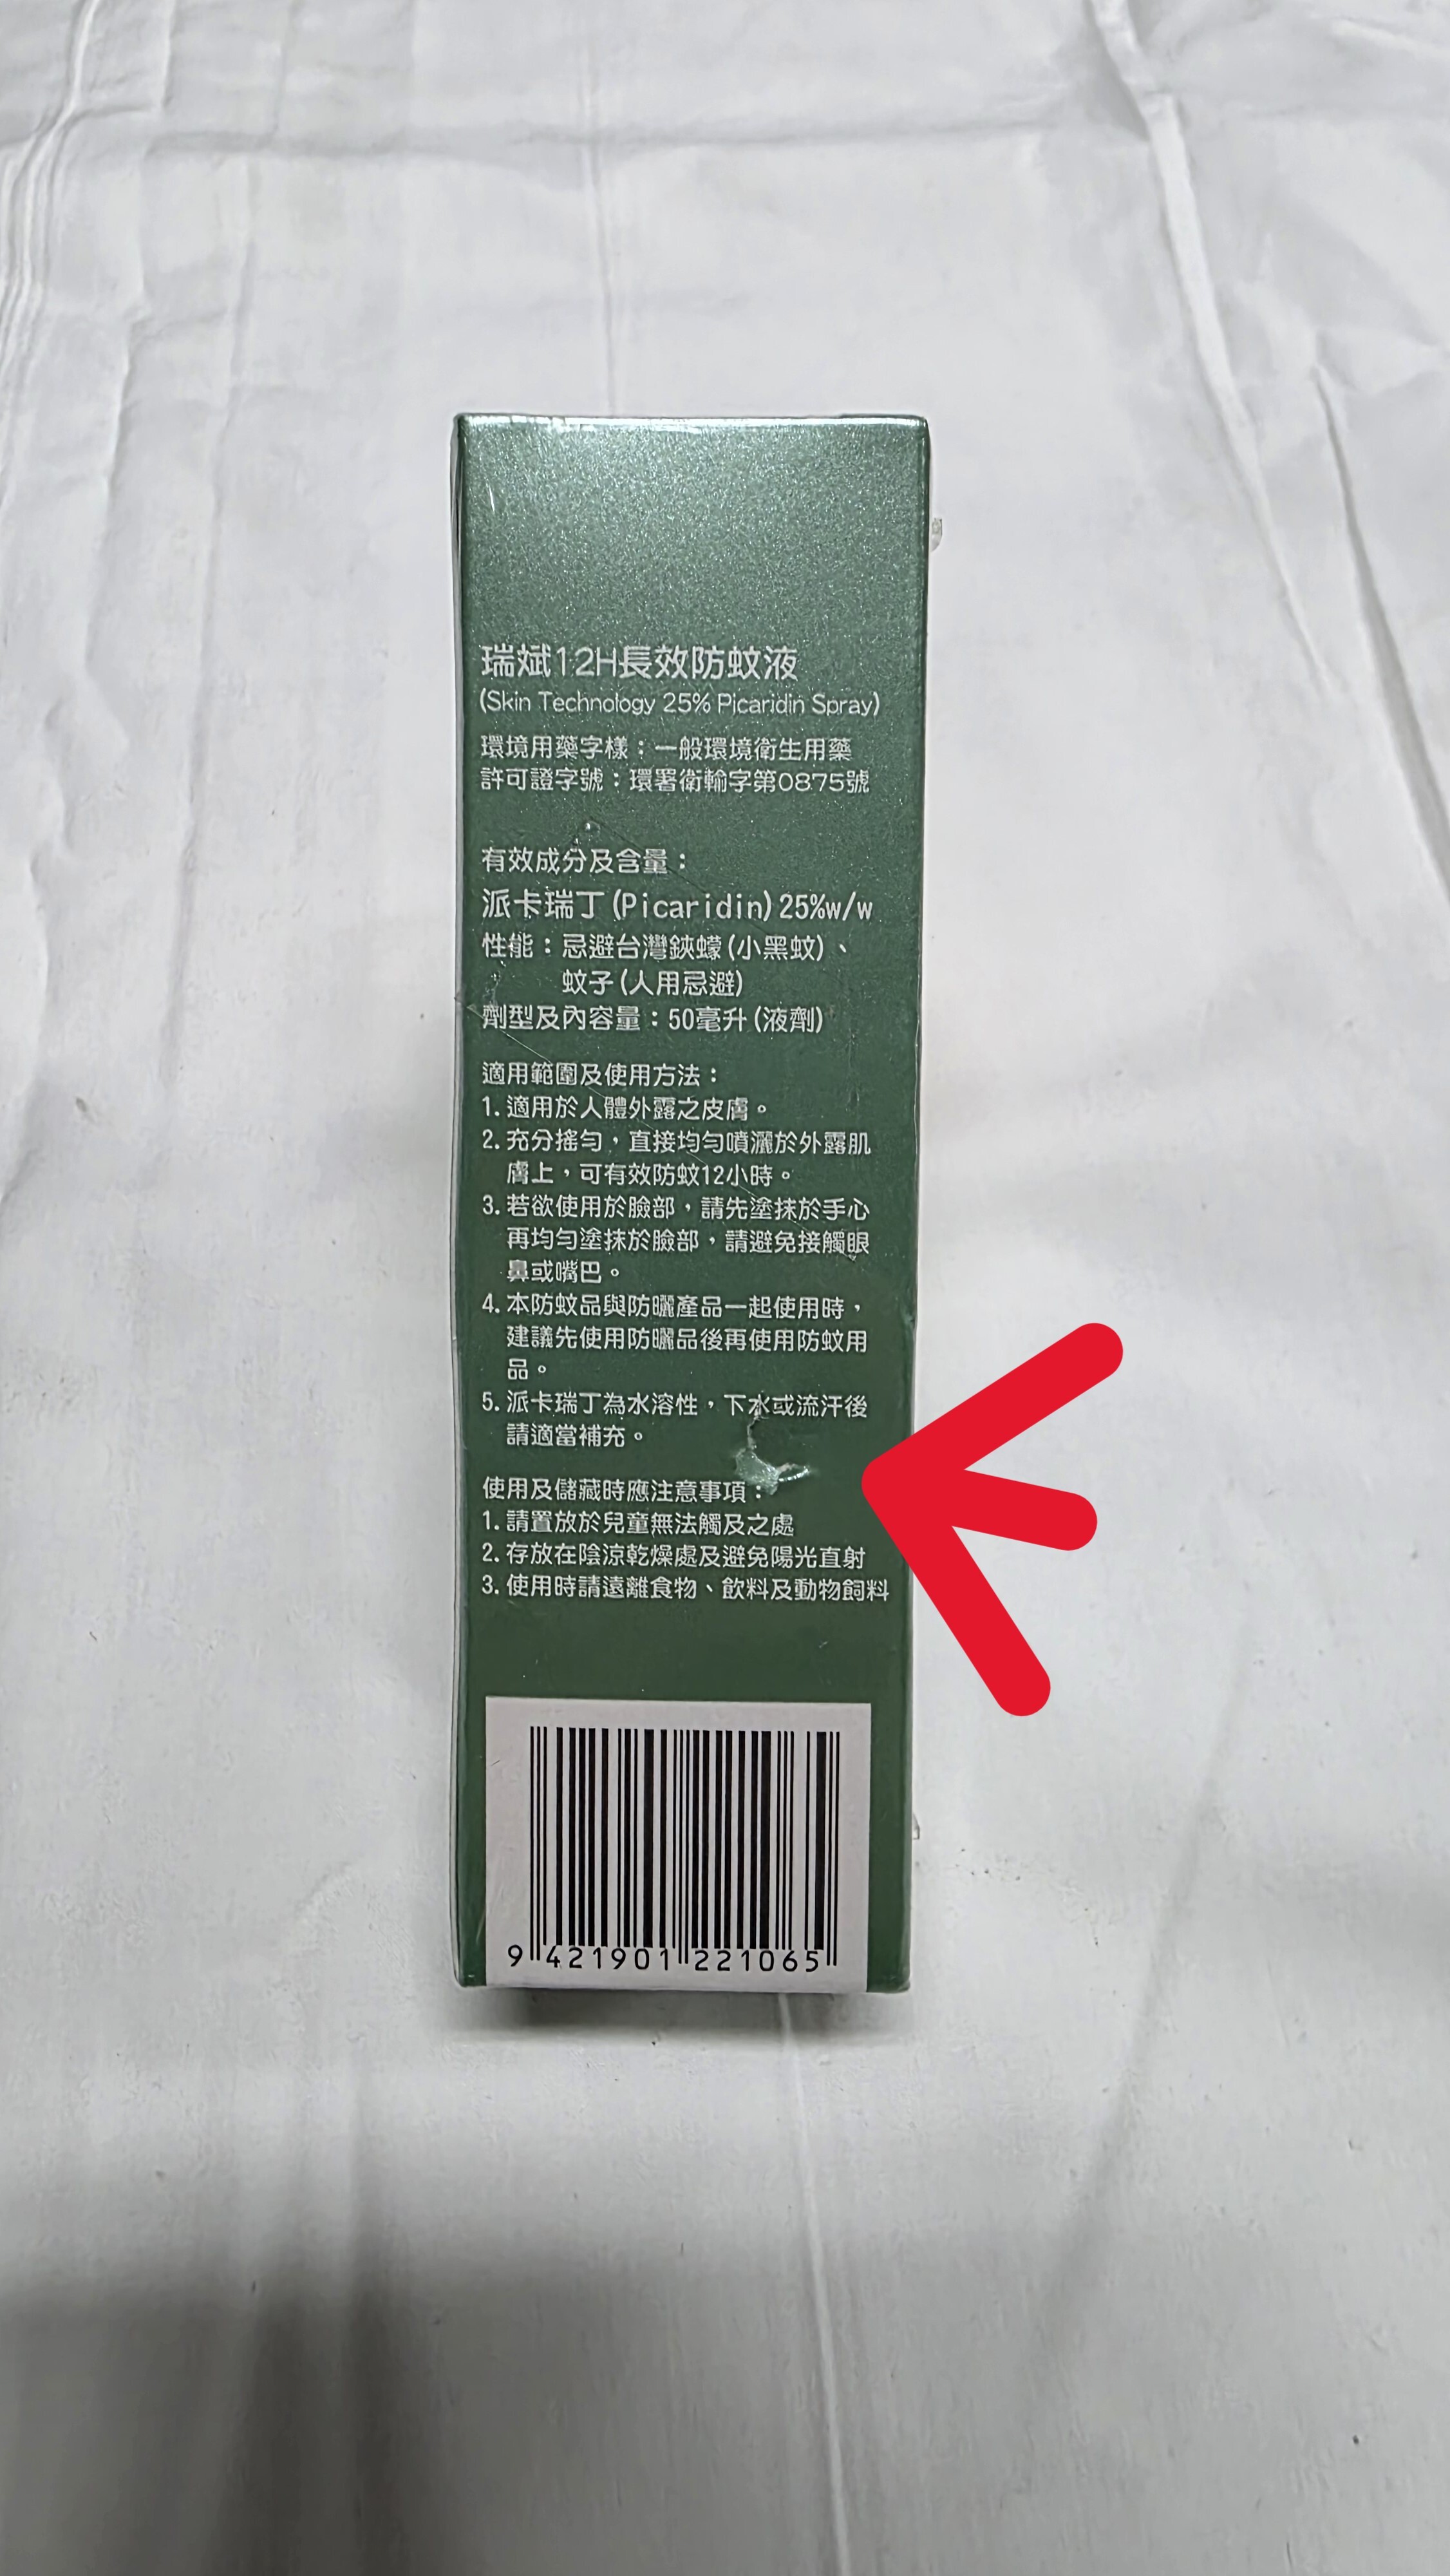 瑞斌12H長效防蚊液
(Skin Technology 25% Picaridin Spray)
環境用藥字樣：一般環境衛生用藥
許可證字號：環署衛輸字第0875號
有效成分及含量：
派卡瑞丁(Picaridin)25%w/w
性能：忌避台灣鋏蠓(小黑蚊)、
蚊子(人用忌避)
劑型及內容量：50毫升(液劑)
適用範圍及使用方法：
1.適用於人體外露之皮膚。
2.充分搖勻，直接均勻噴灑於外露肌
膚上，可有效防蚊12小時。
3.若欲使用於臉部，請先塗抹於手心
再均勻塗抹於臉部，請避免接觸眼
鼻或嘴巴。
4.本防蚊品與防曬產品一起使用時，
建議先使用防曬品後再使用防蚊用
品。
5.派卡瑞丁為水溶性，下水或流汗後
請適當補充。
使用及儲藏時應注意事項：
1.請置放於兒童無法觸及之處
2.存放在陰涼乾燥處及避免陽光直射
3.使用時請遠離食物、飲料及動物飼料
9 421901 221065